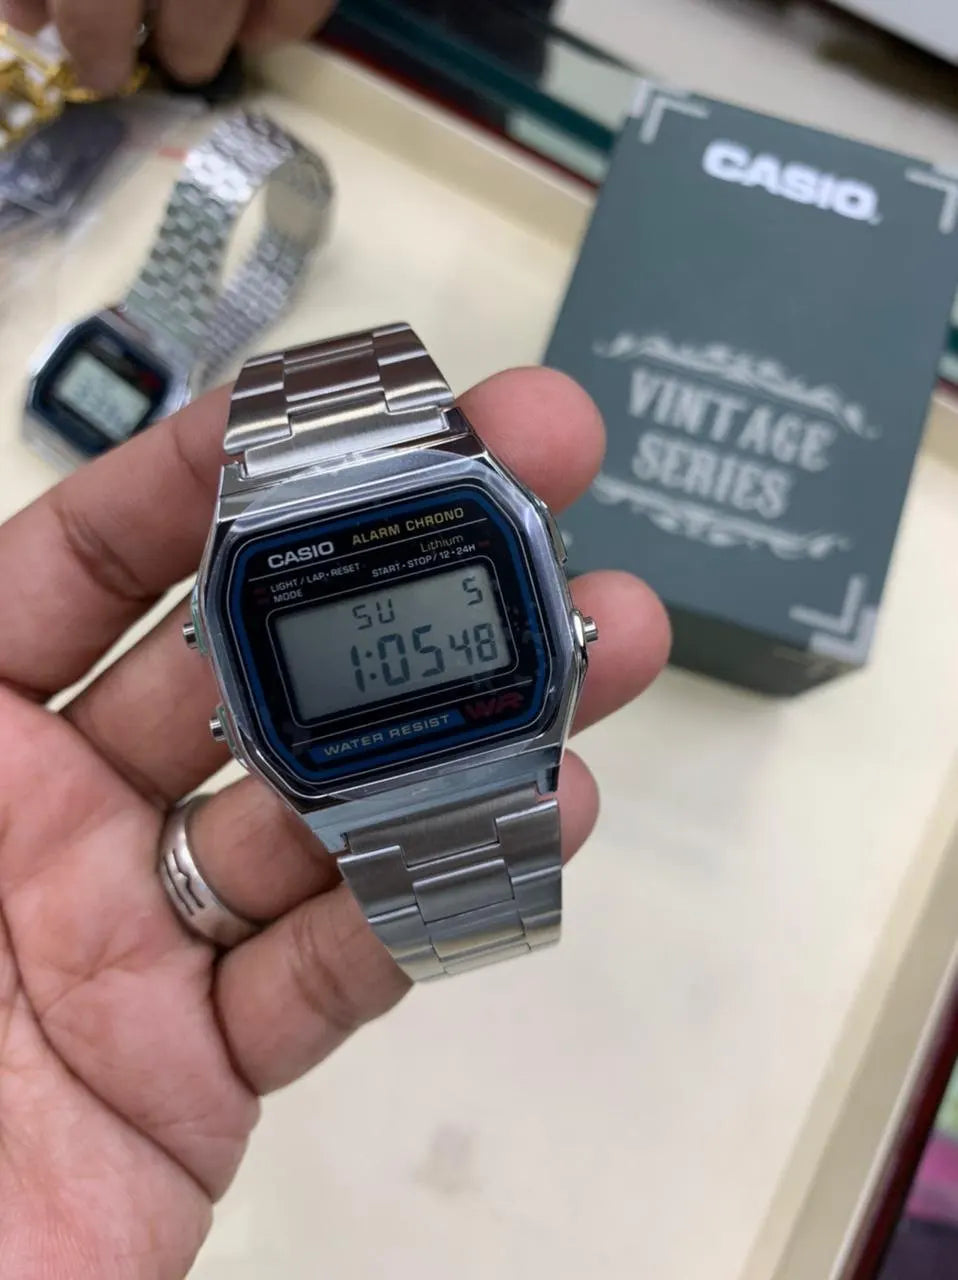 CASIO
VINTAGE
SERIES
CASIO ALARM CHRONO
Lithium
LIGHT / LAP•RESET START•STOP / 12•24H
MODE
SU 5
1:05 48
WATER RESIST WR